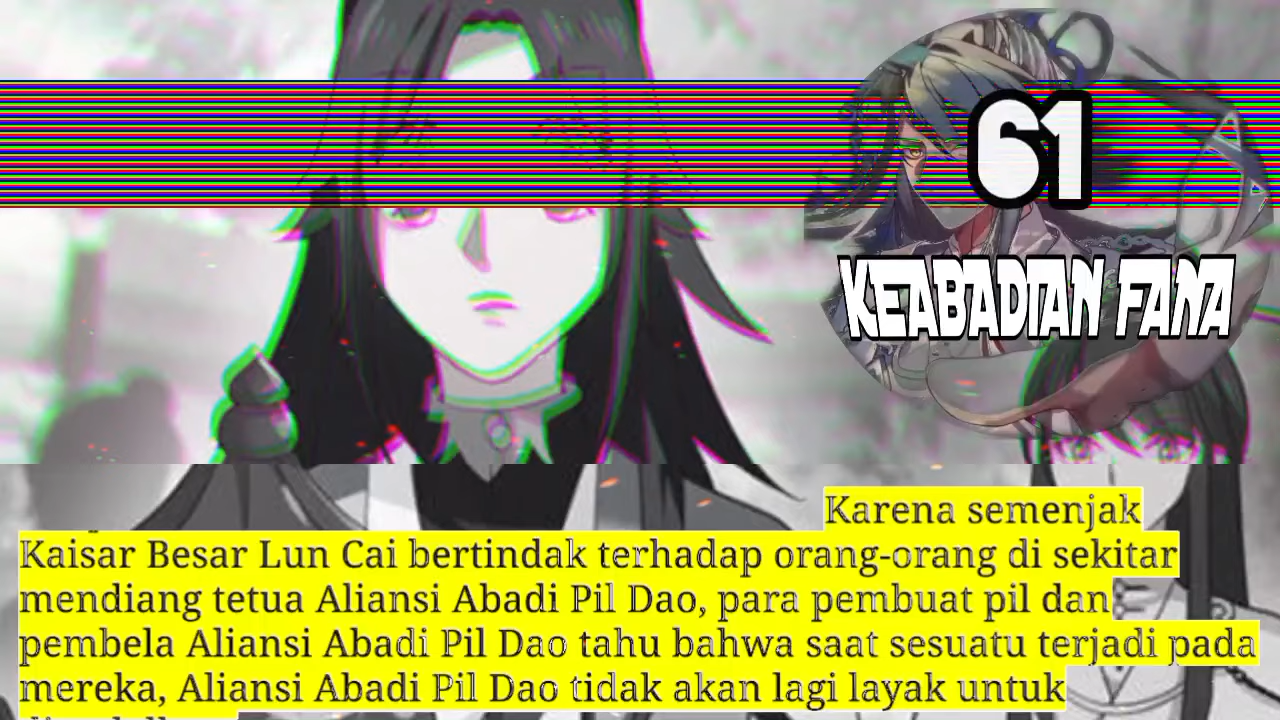 61
KEABADIAN FANA
Karena semenjak
Kaisar Besar Lun Cai bertindak terhadap orang-orang di sekitar
mendiang tetua Aliansi Abadi Pil Dao, para pembuat pil dan
pembela Aliansi Abadi Pil Dao tahu bahwa saat sesuatu terjadi pada
mereka, Aliansi Abadi Pil Dao tidak akan lagi layak untuk